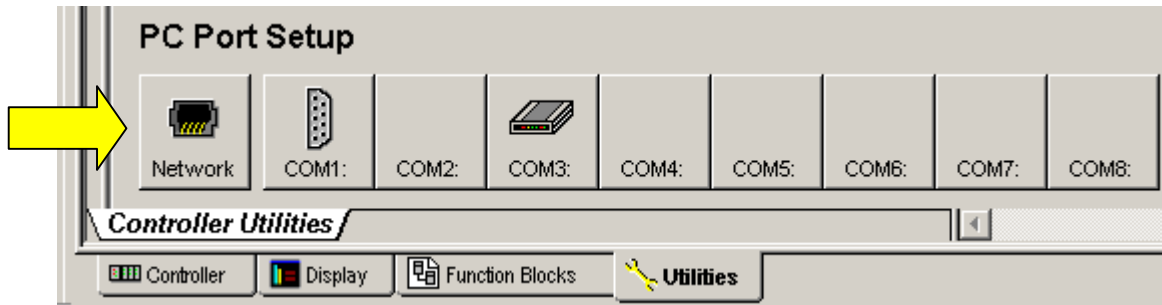 PC Port Setup
Network COM1: COM2: COM3: COM4: COM5: COM6: COM7: COM8:
Controller Utilities
Controller Display Function Blocks Utilities